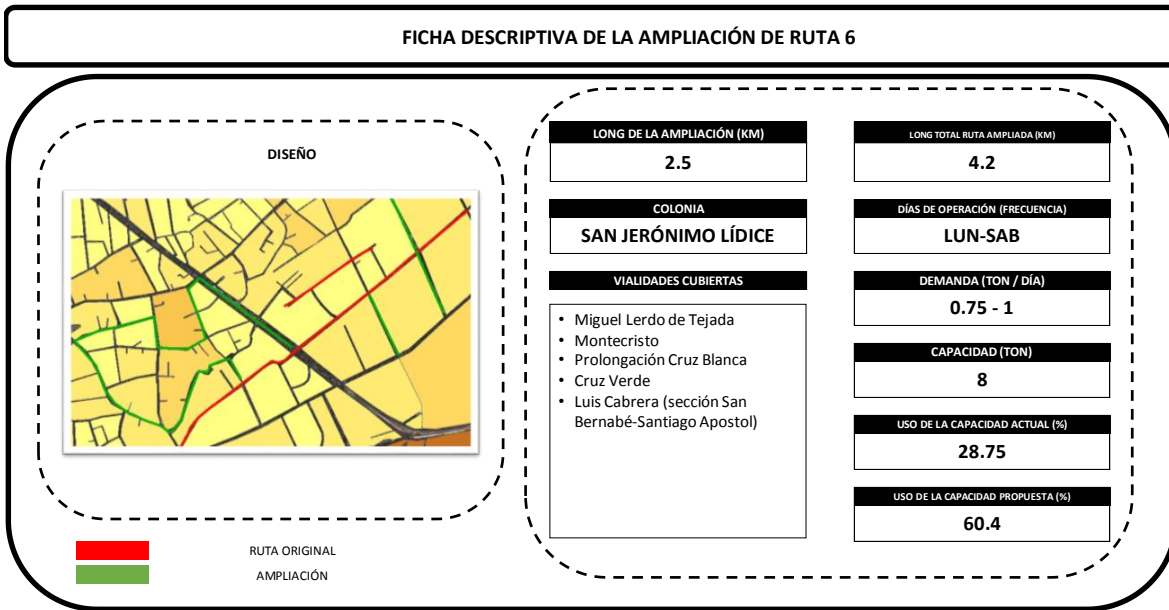 FICHA DESCRIPTIVA DE LA AMPLIACIÓN DE RUTA 6
DISEÑO
RUTA ORIGINAL
AMPLIACIÓN
LONG DE LA AMPLIACIÓN (KM)
2.5
COLONIA
SAN JERÓNIMO LÍDICE
VIALIDADES CUBIERTAS
• Miguel Lerdo de Tejada
• Montecristo
• Prolongación Cruz Blanca
• Cruz Verde
• Luis Cabrera (sección San
Bernabé-Santiago Apostol)
LONG TOTAL RUTA AMPLIADA (KM)
4.2
DÍAS DE OPERACIÓN (FRECUENCIA)
LUN-SAB
DEMANDA (TON / DÍA)
0.75 - 1
CAPACIDAD (TON)
8
USO DE LA CAPACIDAD ACTUAL (%)
28.75
USO DE LA CAPACIDAD PROPUESTA (%)
60.4